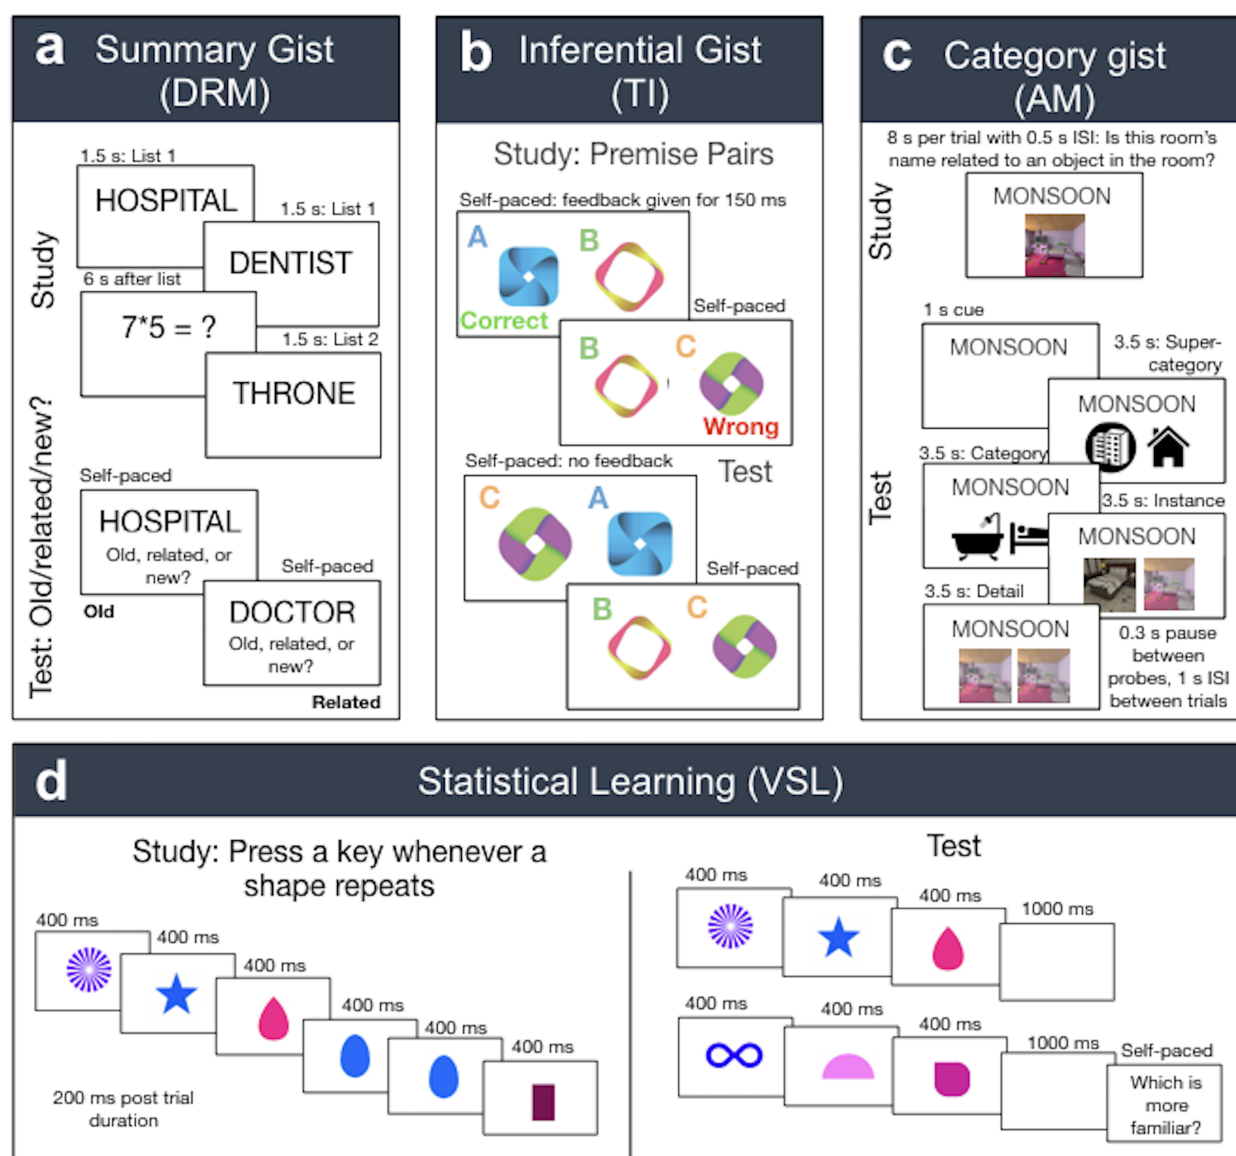 a Summary Gist
(DRM)
Study
1.5 s: List 1
HOSPITAL
1.5 s: List 1
DENTIST
6 s after list
7*5 = ?
1.5 s: List 2
THRONE
Test: Old/related/new?
Self-paced
HOSPITAL
Old, related, or
new?
Old
Self-paced
DOCTOR
Old, related, or
new?
Related
b Inferential Gist
(TI)
Study: Premise Pairs
Self-paced: feedback given for 150 ms
A B
Correct
Self-paced
B C
Wrong
Self-paced: no feedback
Test
C A
Self-paced
B C
c Category gist
(AM)
8 s per trial with 0.5 s ISI: Is this room's
name related to an object in the room?
Study
MONSOON
Test
1 s cue
MONSOON
3.5 s: Super-
category
MONSOON
3.5 s: Category
MONSOON
3.5 s: Instance
MONSOON
3.5 s: Detail
MONSOON
0.3 s pause
between
probes, 1 s ISI
between trials
d Statistical Learning (VSL)
Study: Press a key whenever a
shape repeats
400 ms
400 ms
400 ms
400 ms
400 ms
400 ms
200 ms post trial
duration
Test
400 ms
400 ms
400 ms
1000 ms
400 ms
400 ms
400 ms
1000 ms
Self-paced
Which is
more
familiar?